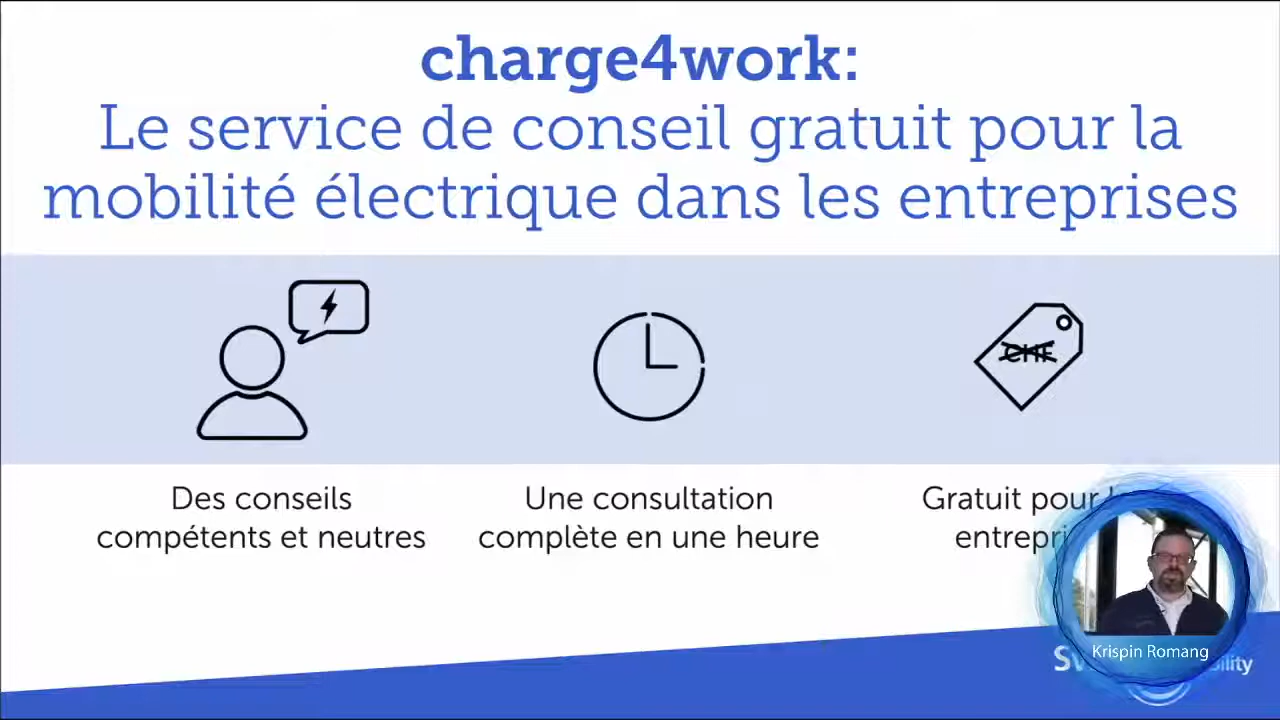 charge4work:
Le service de conseil gratuit pour la
mobilité électrique dans les entreprises
CHF
Des conseils
compétents et neutres
Une consultation
complète en une heure
Gratuit pour
entrepri
Krispin Romang